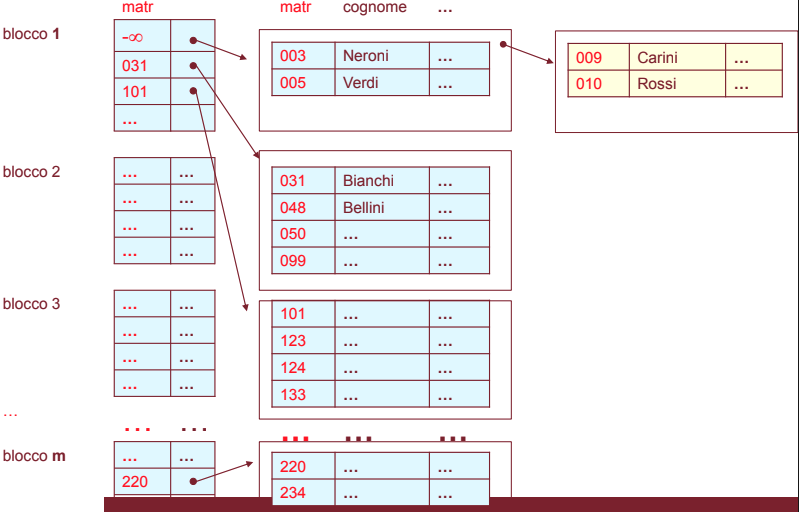 matr matr cognome ...
blocco 1
-∞
031
101
...
003 Neroni ...
005 Verdi ...
009 Carini ...
010 Rossi ...
blocco 2
... ...
... ...
... ...
... ...
031 Bianchi ...
048 Bellini ...
050 ... ...
099 ... ...
blocco 3
... ...
... ...
... ...
... ...
101 ... ...
123 ... ...
124 ... ...
133 ... ...
...
... ... ... ... ...
blocco m
... ...
220
220 ... ...
234 ... ...